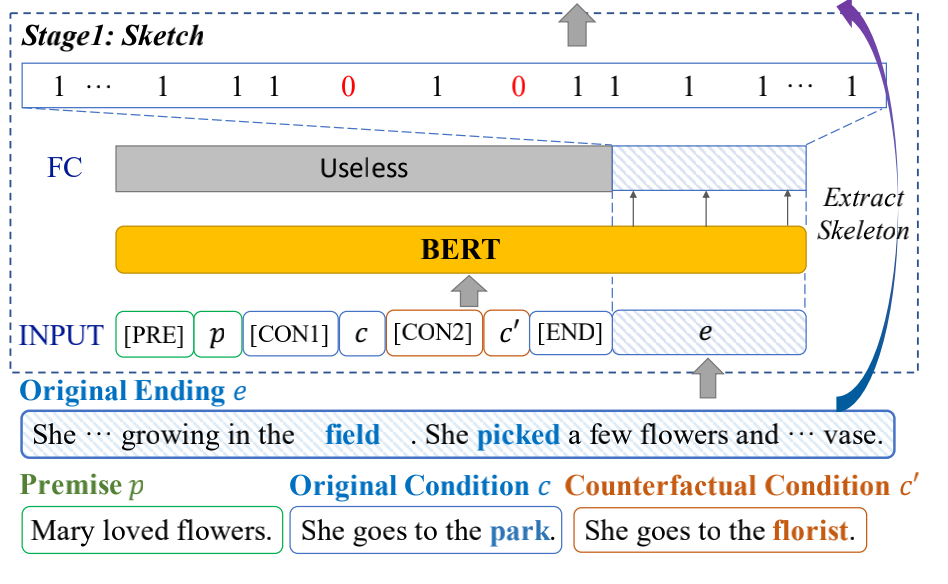 Stage1: Sketch
1 ⋯ 1 1 1 0 1 0 1 1 1 1 ⋯ 1
FC
Useless
Extract
Skeleton
BERT
INPUT [PRE] p [CON1] c [CON2] c′ [END] e
Original Ending e
She ⋯ growing in the field . She picked a few flowers and ⋯ vase.
Premise p Original Condition c Counterfactual Condition c′
Mary loved flowers. She goes to the park. She goes to the florist.